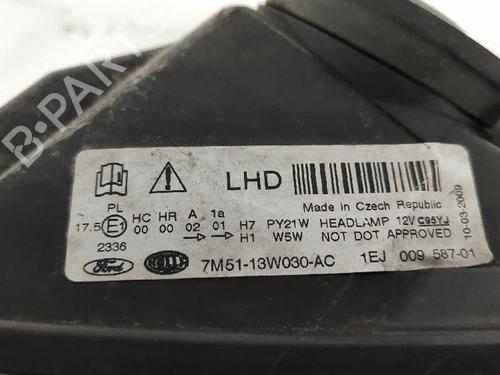 B-PARTS
LHD
Made in Czech Republic
PL HC HR A 1a
17.5 E1 00 00 02 01 H7 PY21W HEADLAMP 12V C95YJ
2336 H1 W5W NOT DOT APPROVED
10-03-2009
Ford HELLA 7M51-13W030-AC 1EJ 009 587-01